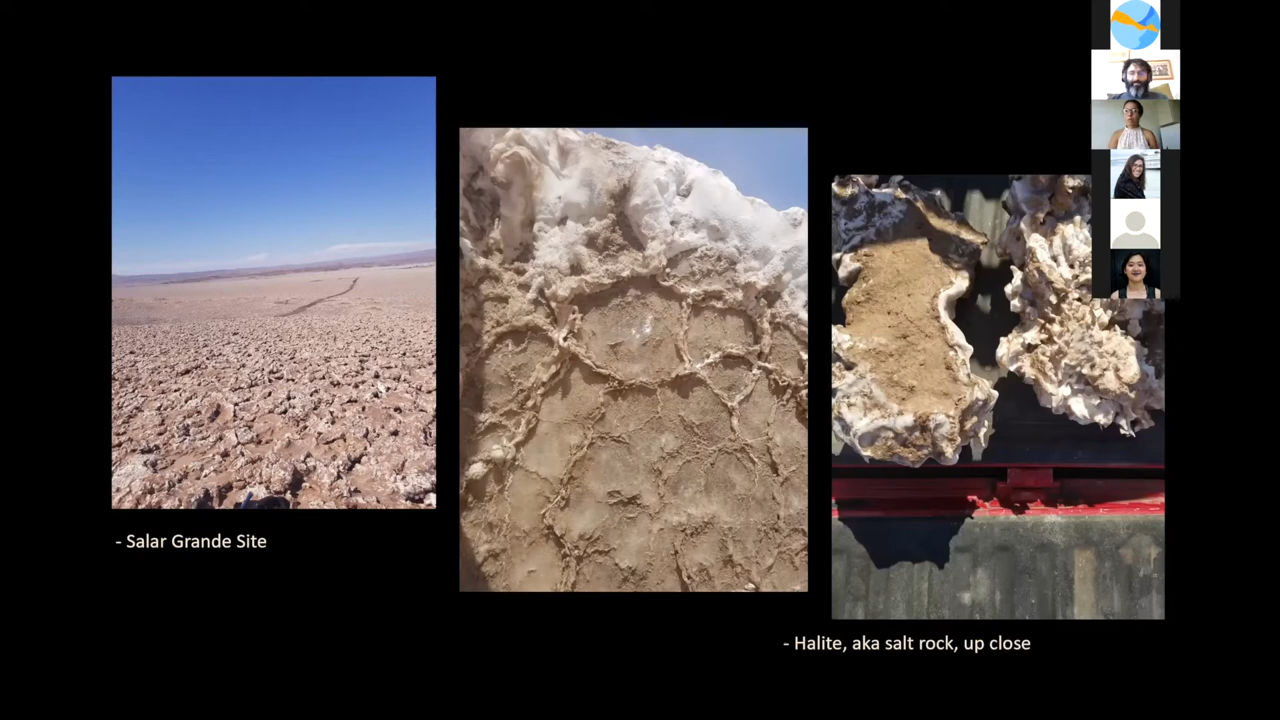 - Salar Grande Site
- Halite, aka salt rock, up close